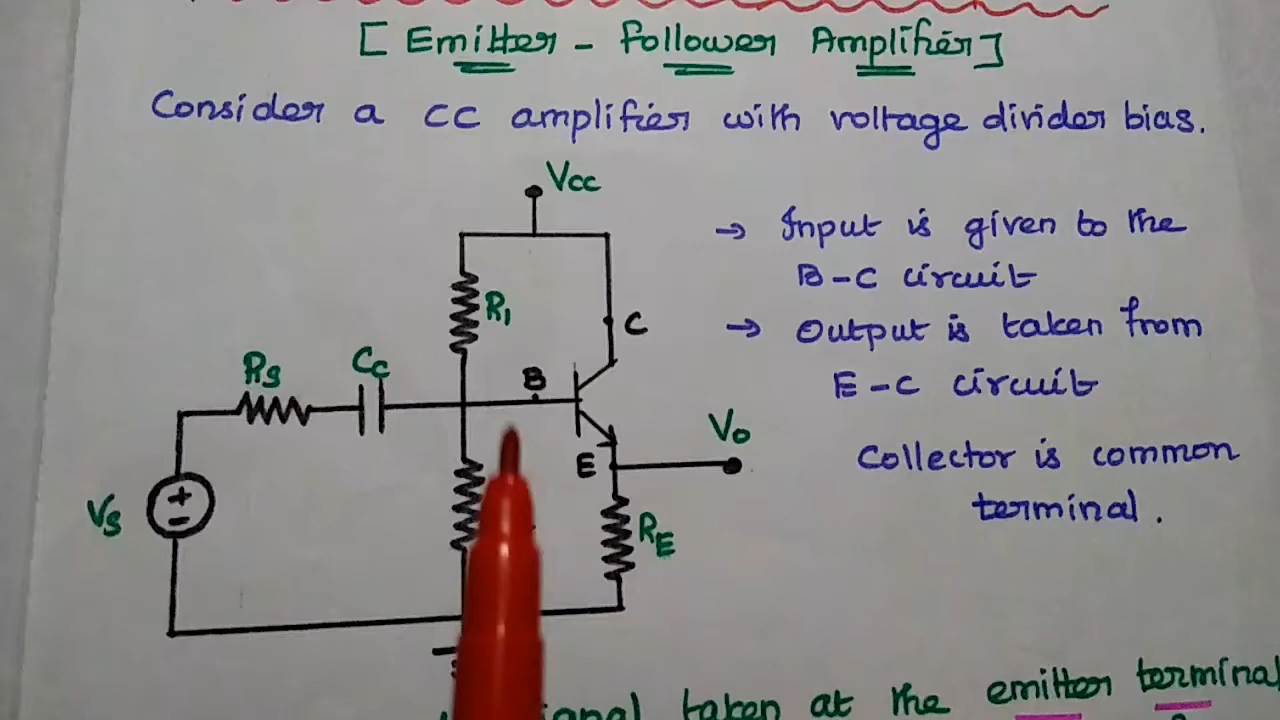 [Emitter - Follower Amplifier]
Consider a CC amplifier with voltage divider bias.
Vcc
→ Input is given to the
B-C circuit
R1
C
→ Output is taken from
E-C circuit
Rs
Cc
B
Vo
E
Collector is common
terminal.
Vs
RE
taken at the emitter terminal